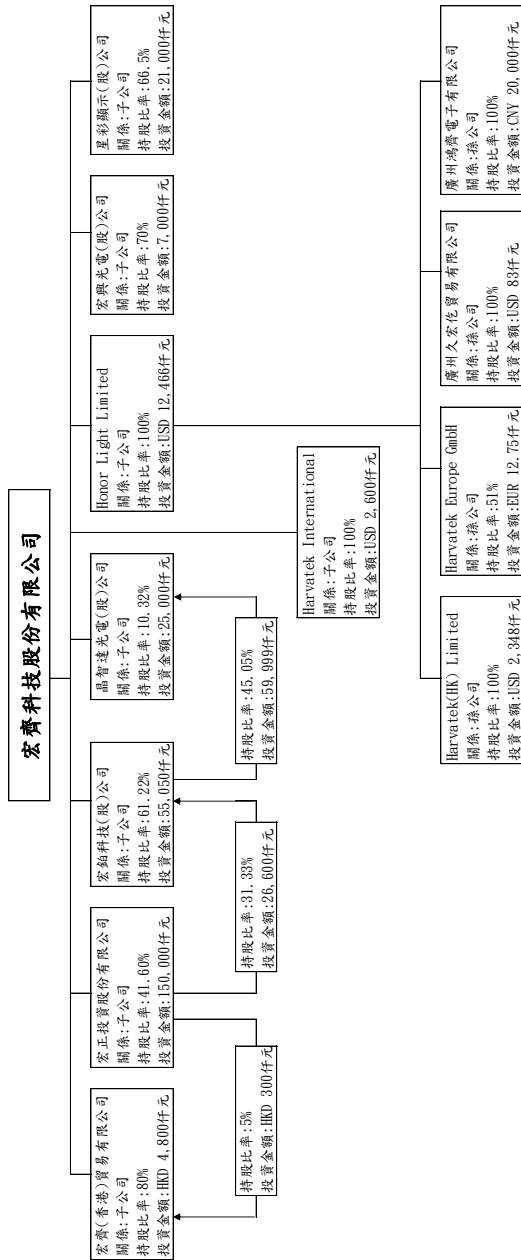 宏齊科技股份有限公司
宏齊(香港)貿易有限公司
關係:子公司
持股比率:80%
投資金額:HKD 4,800仟元
宏正投資股份有限公司
關係:子公司
持股比率:41.60%
投資金額:150,000仟元
宏鉑科技(股)公司
關係:子公司
持股比率:61.22%
投資金額:55,050仟元
晶智達光電(股)公司
關係:子公司
持股比率:10.32%
投資金額:25,000仟元
Honor Light Limited
關係:子公司
持股比率:100%
投資金額:USD 12,466仟元
宏興光電(股)公司
關係:子公司
持股比率:70%
投資金額:7,000仟元
星彩顯示(股)公司
關係:子公司
持股比率:66.5%
投資金額:21,000仟元
持股比率:5%
投資金額:HKD 300仟元
持股比率:31.33%
投資金額:26,600仟元
持股比率:45.05%
投資金額:59,999仟元
Harvatek International
關係:子公司
持股比率:100%
投資金額:USD 2,600仟元
Harvatek(HK) Limited
關係:孫公司
持股比率:100%
投資金額:USD 2,348仟元
Harvatek Europe GmbH
關係:孫公司
持股比率:51%
投資金額:EUR 12.75仟元
廣州久宏仡貿易有限公司
關係:孫公司
持股比率:100%
投資金額:USD 83仟元
廣州鴻齊電子有限公司
關係:孫公司
持股比率:100%
投資金額:CNY 20,000仟元